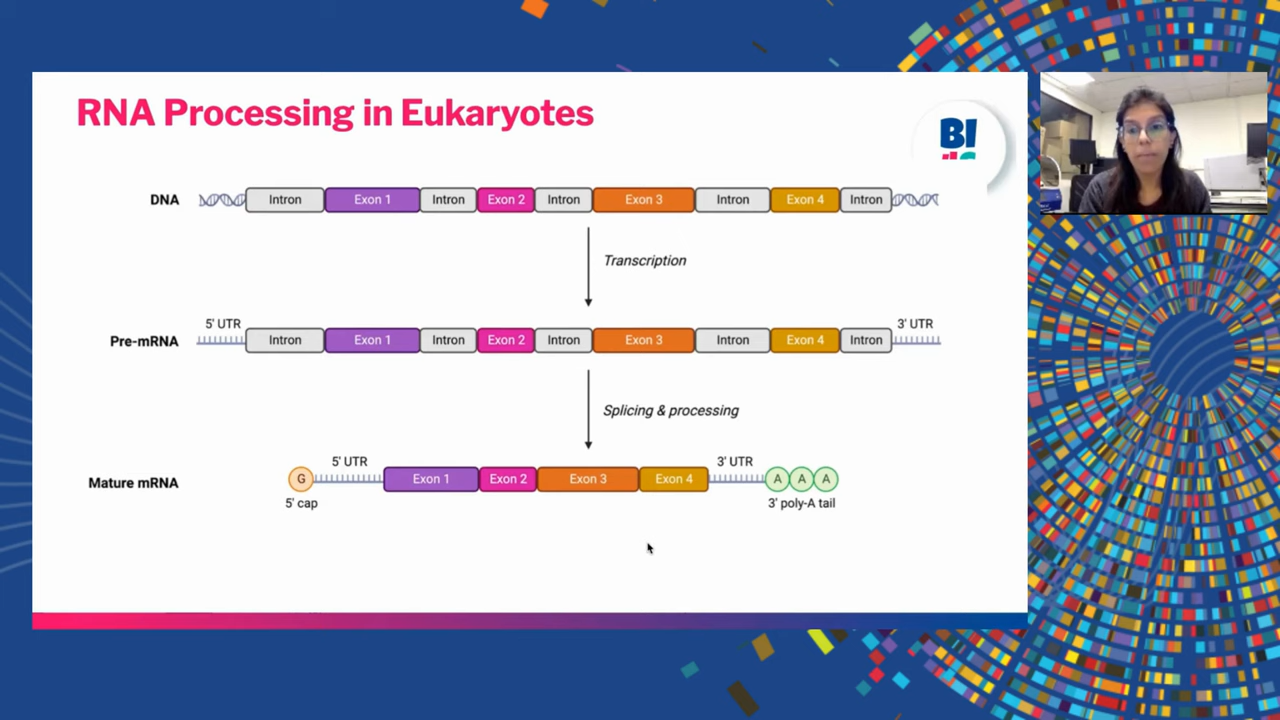 RNA Processing in Eukaryotes
BI
DNA Intron Exon 1 Intron Exon 2 Intron Exon 3 Intron Exon 4 Intron
Transcription
5' UTR 3' UTR
Pre-mRNA Intron Exon 1 Intron Exon 2 Intron Exon 3 Intron Exon 4 Intron
Splicing & processing
5' UTR 3' UTR
Mature mRNA G Exon 1 Exon 2 Exon 3 Exon 4 A A A
5' cap 3' poly-A tail